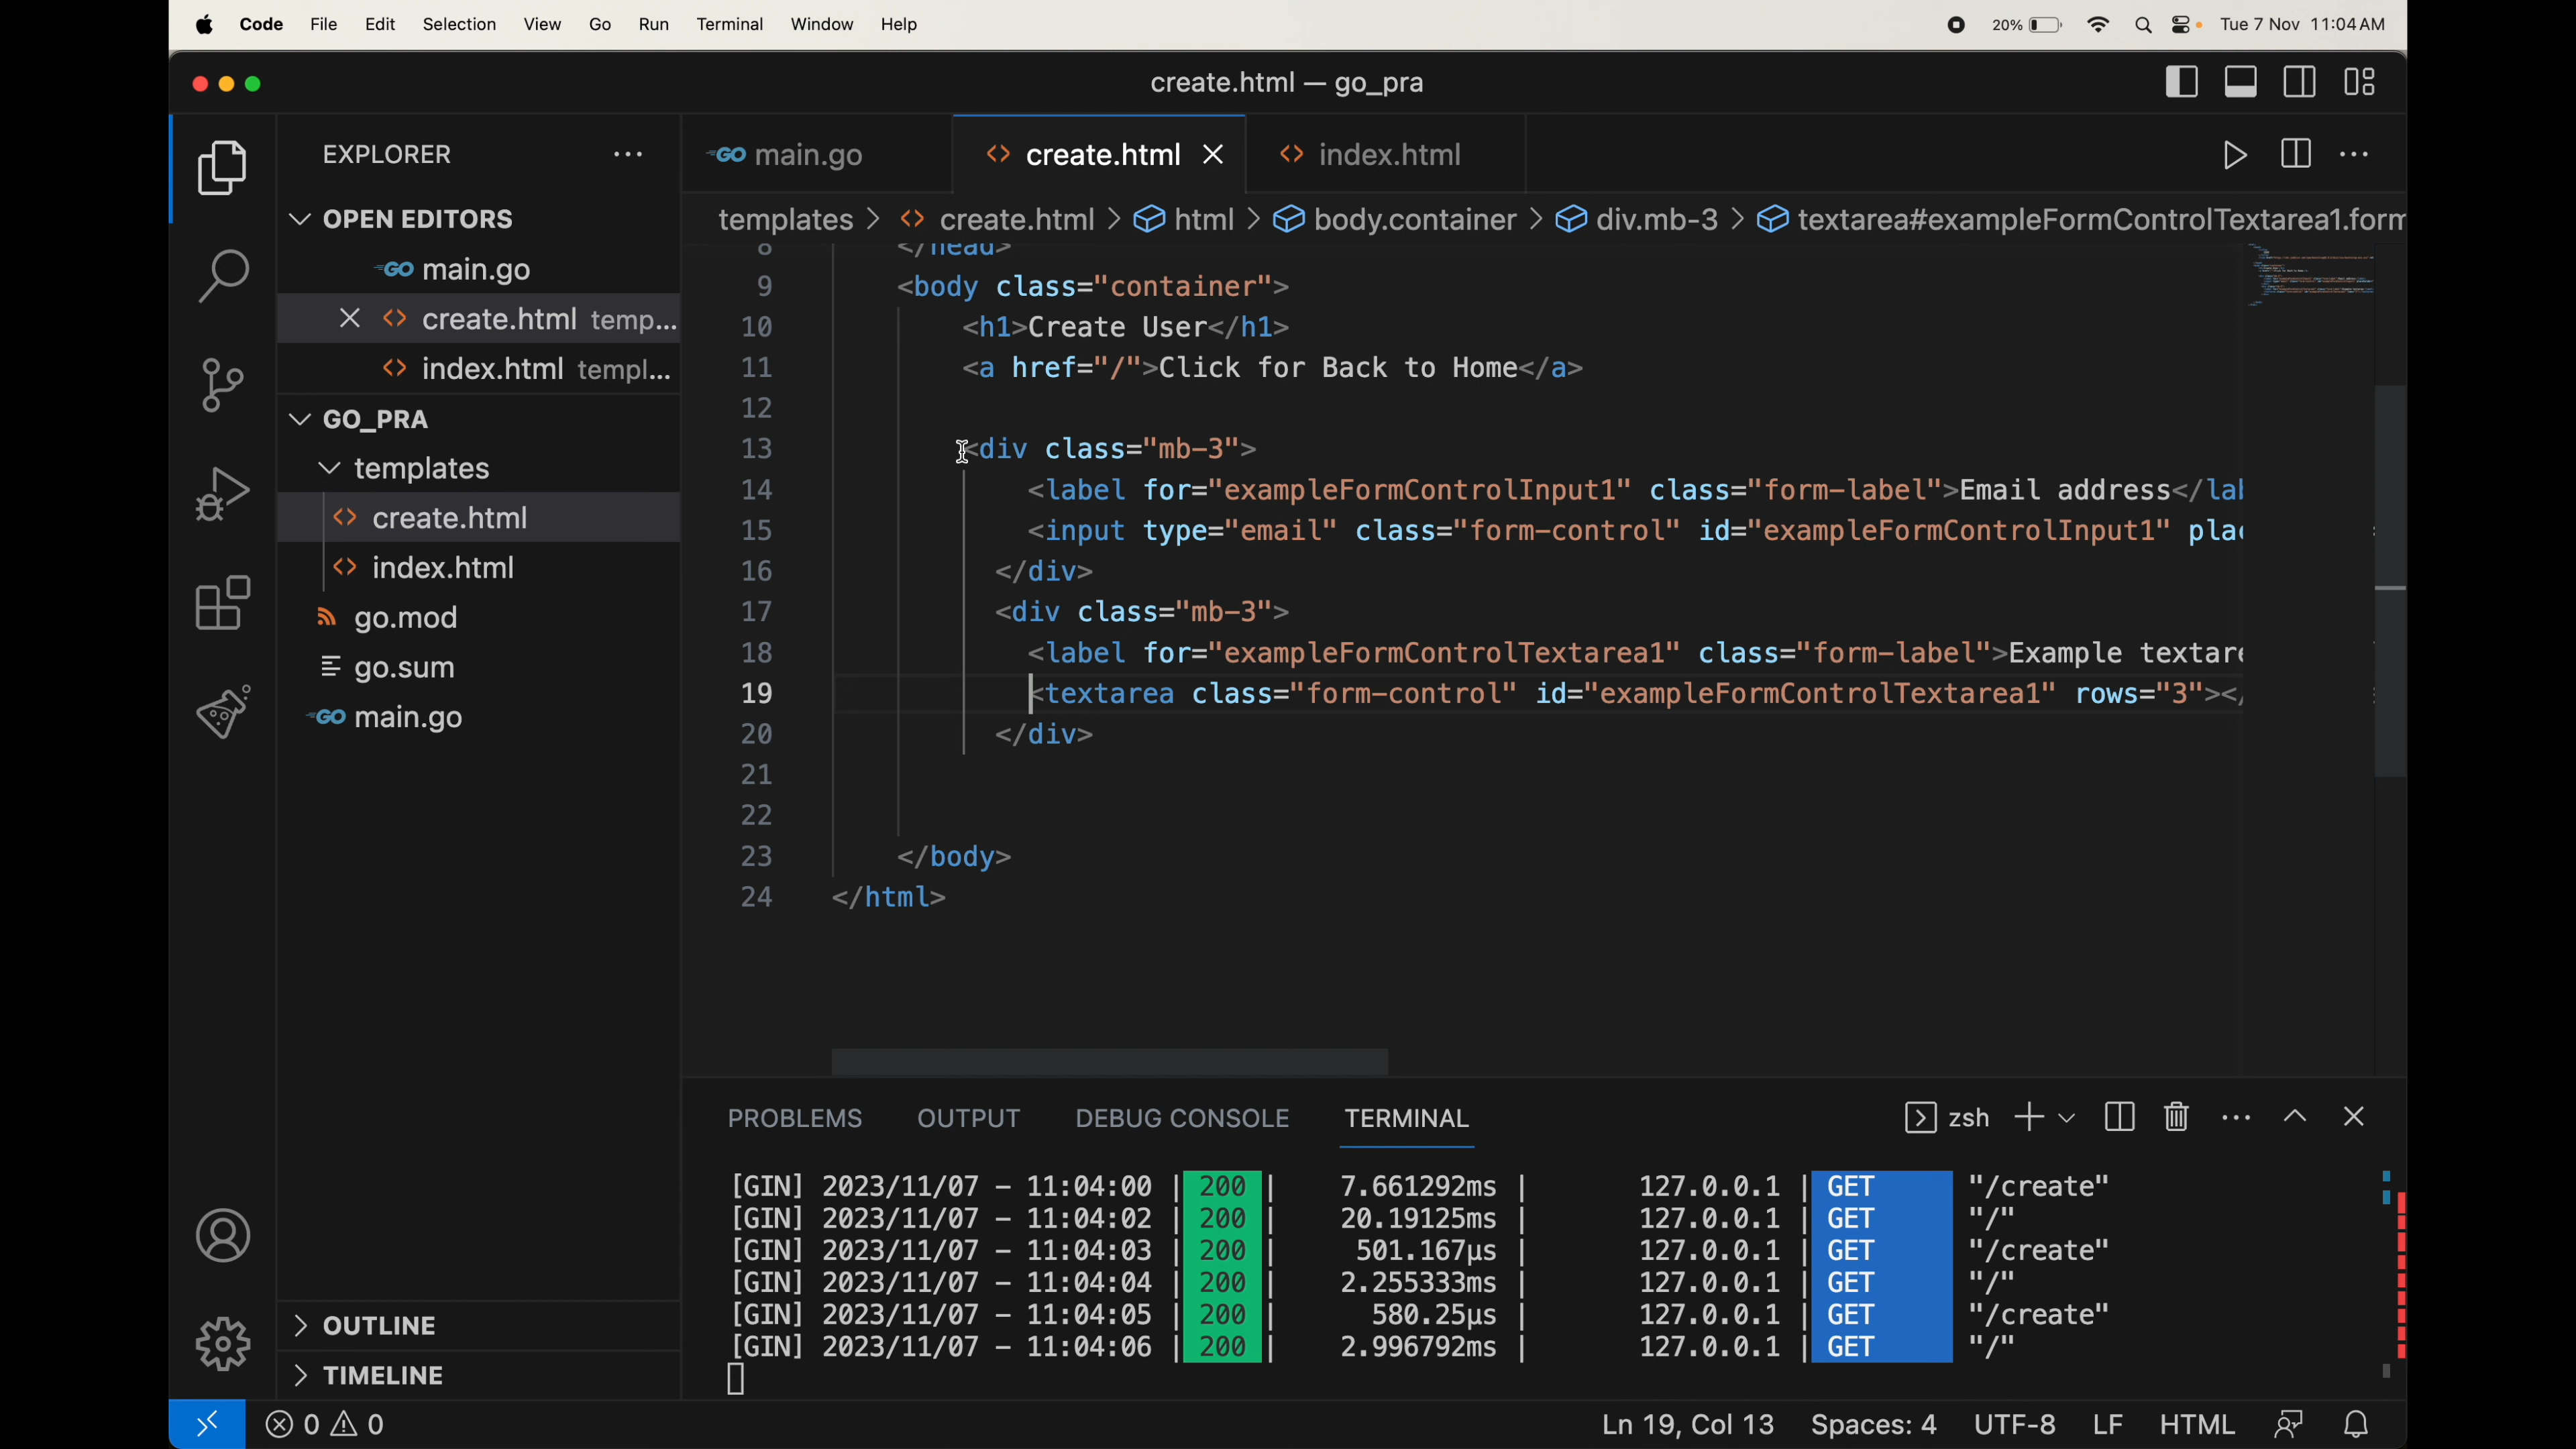 Code File Edit Selection View Go Run Terminal Window Help 20% Tue 7 Nov 11:04 AM
create.html — go_pra
EXPLORER
OPEN EDITORS
GO main.go
create.html temp...
index.html templ...
GO_PRA
templates
create.html
index.html
go.mod
go.sum
GO main.go
OUTLINE
TIMELINE
GO main.go
create.html
index.html
templates > create.html > html > body.container > div.mb-3 > textarea#exampleFormControlTextarea1.form
8 </head>
9 <body class="container">
10 <h1>Create User</h1>
11 <a href="/">Click for Back to Home</a>
12
13 <div class="mb-3">
14 <label for="exampleFormControlInput1" class="form-label">Email address</lab
15 <input type="email" class="form-control" id="exampleFormControlInput1" plac
16 </div>
17 <div class="mb-3">
18 <label for="exampleFormControlTextarea1" class="form-label">Example textare
19 <textarea class="form-control" id="exampleFormControlTextarea1" rows="3"></
20 </div>
21
22
23 </body>
24 </html>
PROBLEMS OUTPUT DEBUG CONSOLE TERMINAL zsh
[GIN] 2023/11/07 - 11:04:00 | 200 | 7.661292ms | 127.0.0.1 | GET "/create"
[GIN] 2023/11/07 - 11:04:02 | 200 | 20.19125ms | 127.0.0.1 | GET "/"
[GIN] 2023/11/07 - 11:04:03 | 200 | 501.167µs | 127.0.0.1 | GET "/create"
[GIN] 2023/11/07 - 11:04:04 | 200 | 2.255333ms | 127.0.0.1 | GET "/"
[GIN] 2023/11/07 - 11:04:05 | 200 | 580.25µs | 127.0.0.1 | GET "/create"
[GIN] 2023/11/07 - 11:04:06 | 200 | 2.996792ms | 127.0.0.1 | GET "/"
0 0 Ln 19, Col 13 Spaces: 4 UTF-8 LF HTML